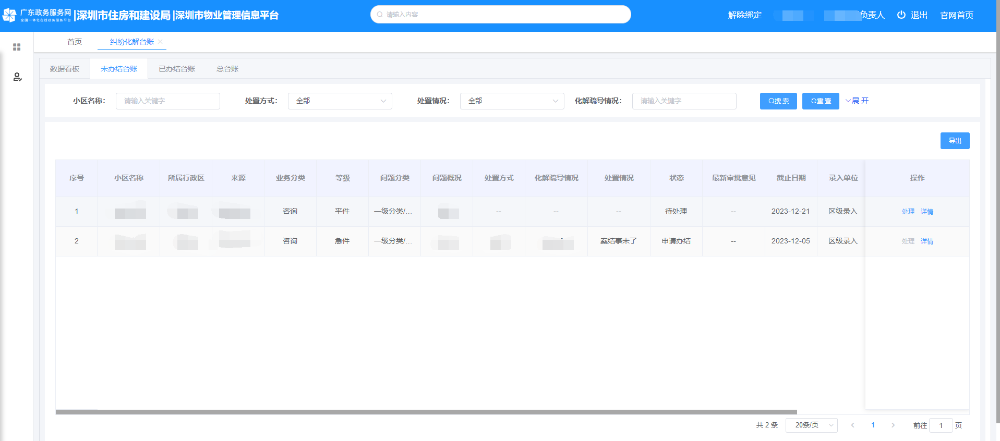 广东政务服务网
全国一体化在线政务服务平台
|深圳市住房和建设局 |深圳市物业管理信息平台
请输入内容
解除绑定
负责人
退出
官网首页
首页
纠纷化解台账
数据看板
未办结台账
已办结台账
总台账
小区名称：
请输入关键字
处置方式：
全部
处置情况：
全部
化解疏导情况：
请输入关键字
搜 索
重 置
展 开
导出
序号 小区名称 所属行政区 来源 业务分类 等级 问题分类 问题概况 处置方式 化解疏导情况 处置情况 状态 最新审批意见 截止日期 录入单位 操作
1 咨询 平件 一级分类/... -- -- -- 待处理 -- 2023-12-21 区级录入 处理 详情
2 咨询 急件 一级分类/... 案结事未了 申请办结 -- 2023-12-05 区级录入 处理 详情
共 2 条 20条/页 1 前往 1 页